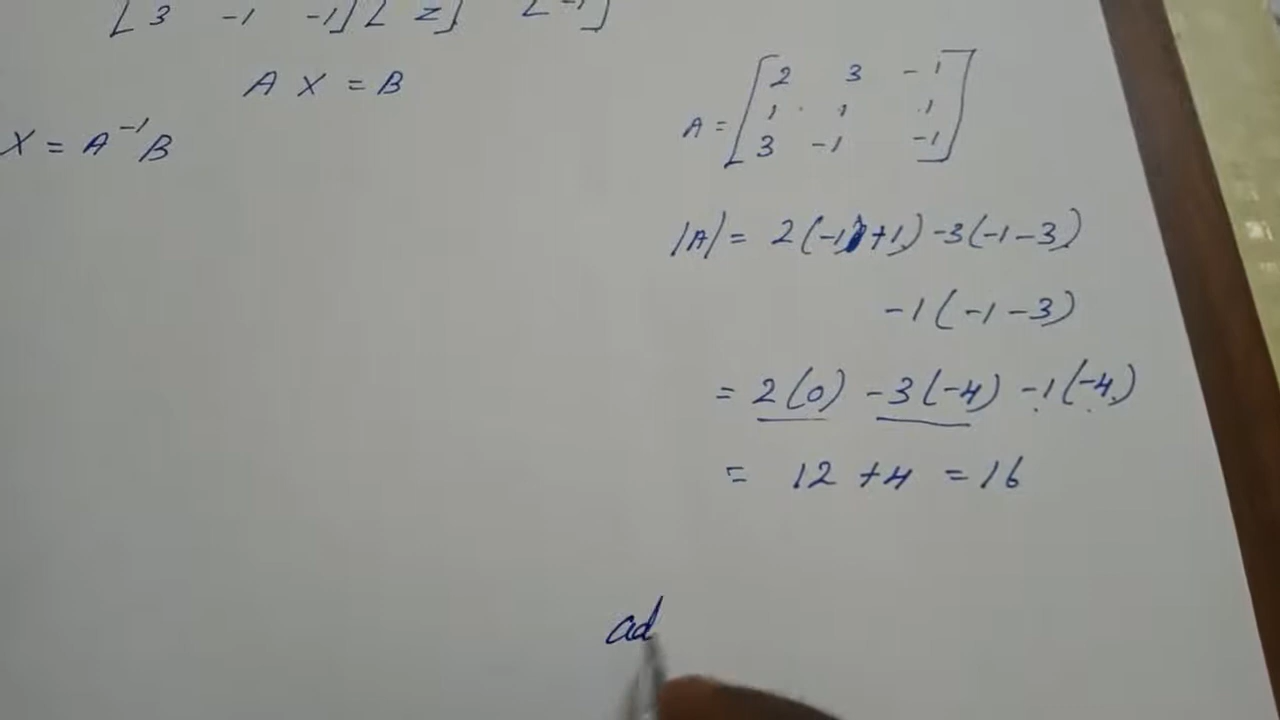 [ 3 -1 -1] [ z] [ -1]
A X = B
X = A⁻¹B
A = [ 2 3 -1
1 1 1
3 -1 -1 ]
|A| = 2(-1+1) -3(-1-3)
-1(-1-3)
= 2(0) -3(-4) -1(-4)
= 12 +4 =16
ad